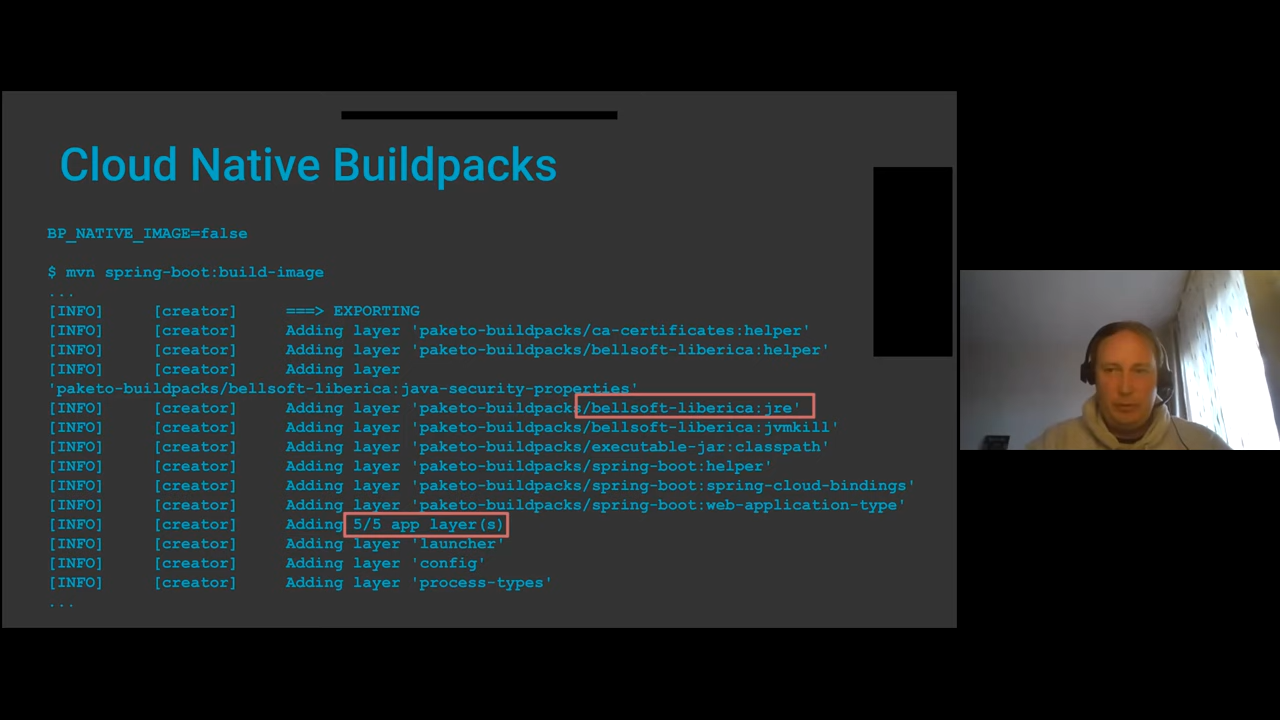 Cloud Native Buildpacks
BP_NATIVE_IMAGE=false
$ mvn spring-boot:build-image
...
[INFO] [creator] ===> EXPORTING
[INFO] [creator] Adding layer 'paketo-buildpacks/ca-certificates:helper'
[INFO] [creator] Adding layer 'paketo-buildpacks/bellsoft-liberica:helper'
[INFO] [creator] Adding layer
'paketo-buildpacks/bellsoft-liberica:java-security-properties'
[INFO] [creator] Adding layer 'paketo-buildpacks/bellsoft-liberica:jre'
[INFO] [creator] Adding layer 'paketo-buildpacks/bellsoft-liberica:jvmkill'
[INFO] [creator] Adding layer 'paketo-buildpacks/executable-jar:classpath'
[INFO] [creator] Adding layer 'paketo-buildpacks/spring-boot:helper'
[INFO] [creator] Adding layer 'paketo-buildpacks/spring-boot:spring-cloud-bindings'
[INFO] [creator] Adding layer 'paketo-buildpacks/spring-boot:web-application-type'
[INFO] [creator] Adding 5/5 app layer(s)
[INFO] [creator] Adding layer 'launcher'
[INFO] [creator] Adding layer 'config'
[INFO] [creator] Adding layer 'process-types'
...